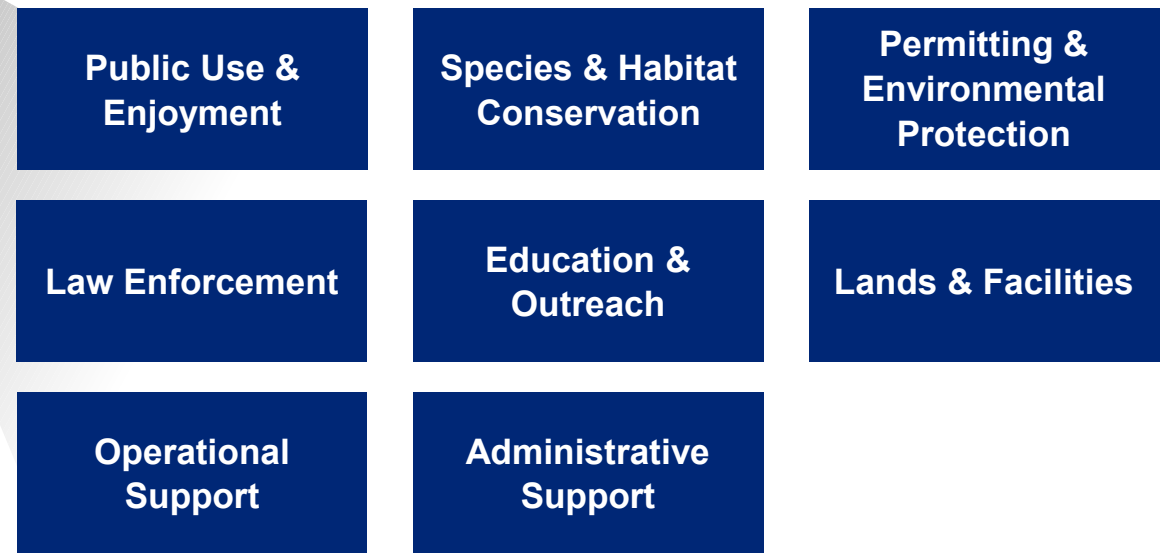 Public Use &
Enjoyment
Species & Habitat
Conservation
Permitting &
Environmental
Protection
Law Enforcement
Education &
Outreach
Lands & Facilities
Operational
Support
Administrative
Support